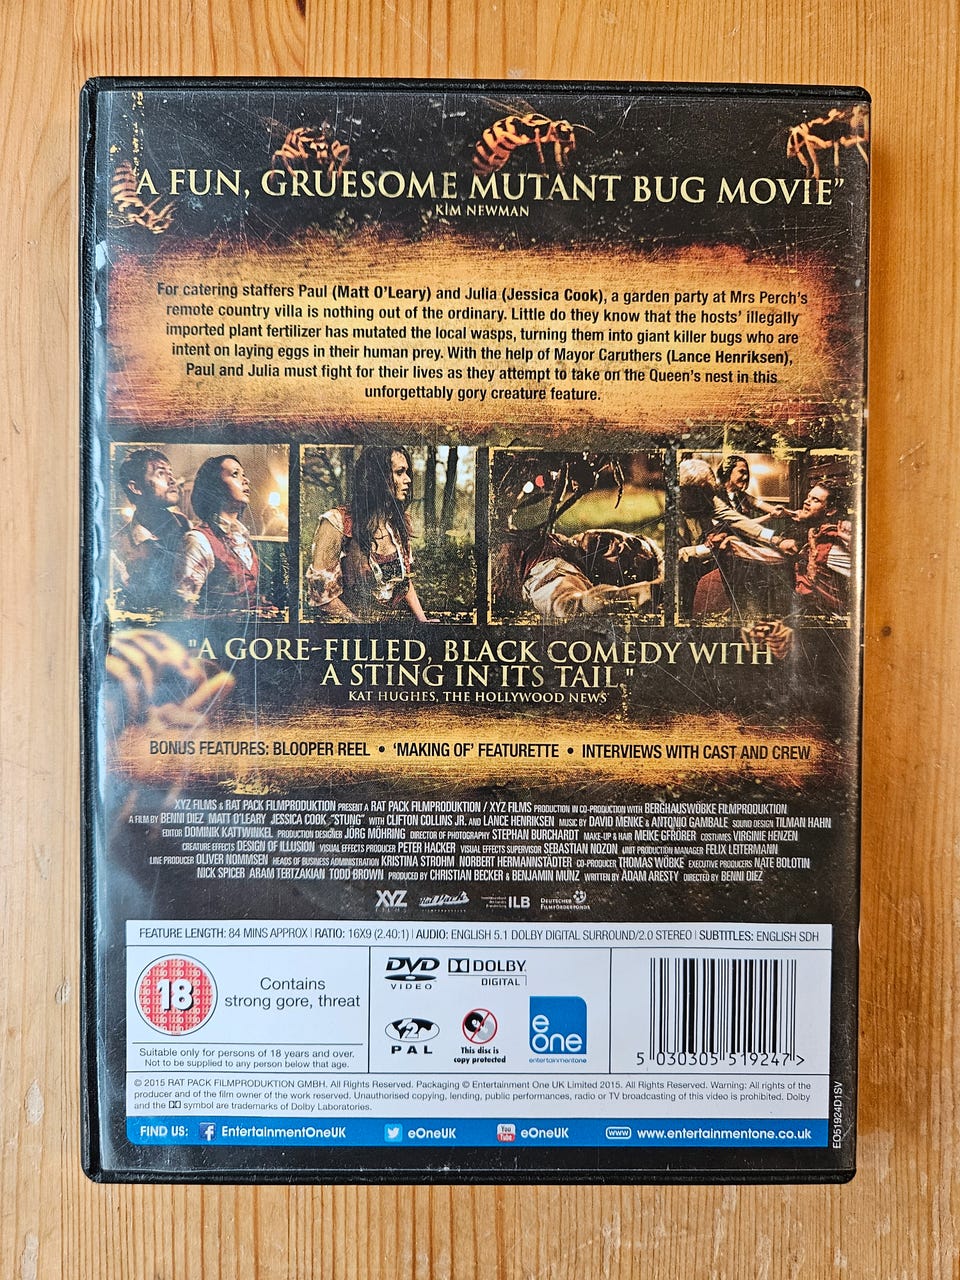 "A FUN, GRUESOME MUTANT BUG MOVIE"
KIM NEWMAN
For catering staffers Paul (Matt O'Leary) and Julia (Jessica Cook), a garden party at Mrs Perch's
remote country villa is nothing out of the ordinary. Little do they know that the hosts' illegally
imported plant fertilizer has mutated the local wasps, turning them into giant killer bugs who are
intent on laying eggs in their human prey. With the help of Mayor Caruthers (Lance Henriksen),
Paul and Julia must fight for their lives as they attempt to take on the Queen's nest in this
unforgettably gory creature feature.
"A GORE-FILLED, BLACK COMEDY WITH
A STING IN ITS TAIL"
KAT HUGHES, THE HOLLYWOOD NEWS
BONUS FEATURES: BLOOPER REEL • 'MAKING OF' FEATURETTE • INTERVIEWS WITH CAST AND CREW
XYZ FILMS & RAT PACK FILMPRODUKTION PRESENT A RAT PACK FILMPRODUKTION / XYZ FILMS PRODUCTION IN CO-PRODUCTION WITH BERGHAUSWÖBKE FILMPRODUKTION
A FILM BY BENNI DIEZ MATT O'LEARY JESSICA COOK "STUNG" WITH CLIFTON COLLINS JR. AND LANCE HENRIKSEN MUSIC BY DAVID MENKE & ANTONIO GAMBALE SOUND DESIGN TILMAN HAHN
EDITOR DOMINIK KATTWINKEL PRODUCTION DESIGNER JÖRG MÖHRING DIRECTOR OF PHOTOGRAPHY STEPHAN BURCHARDT MAKE-UP & HAIR MEIKE GFRÖRER COSTUMES VIRGINIE HENZEN
CREATURE EFFECTS DESIGN OF ILLUSION VISUAL EFFECTS PRODUCER PETER HACKER VISUAL EFFECTS SUPERVISOR SEBASTIAN NOZON UNIT PRODUCTION MANAGER FELIX LEITERMANN
LINE PRODUCER OLIVER NOMMSEN HEADS OF BUSINESS ADMINISTRATION KRISTINA STROHM NORBERT HERMANNSTÄDTER CO-PRODUCER THOMAS WÖBKE EXECUTIVE PRODUCERS NATE BOLOTIN
NICK SPICER ARAM TERTZAKIAN TODD BROWN PRODUCED BY CHRISTIAN BECKER & BENJAMIN MUNZ WRITTEN BY ADAM ARESTY DIRECTED BY BENNI DIEZ
XYZ FILMS ILB DEUTSCHER FILMFÖRDERFONDS
FEATURE LENGTH: 84 MINS APPROX | RATIO: 16X9 (2.40:1) | AUDIO: ENGLISH 5.1 DOLBY DIGITAL SURROUND/2.0 STEREO | SUBTITLES: ENGLISH SDH
18
Contains
strong gore, threat
Suitable only for persons of 18 years and over.
Not to be supplied to any person below that age.
DVD VIDEO
DOLBY DIGITAL
2 PAL
This disc is
copy protected
e one
entertainmentone
5 030305 519247 >
© 2015 RAT PACK FILMPRODUKTION GMBH. All Rights Reserved. Packaging © Entertainment One UK Limited 2015. All Rights Reserved. Warning: All rights of the
producer and of the film owner of the work reserved. Unauthorised copying, lending, public performances, radio or TV broadcasting of this video is prohibited. Dolby
and the symbol are trademarks of Dolby Laboratories.
FIND US: f EntertainmentOneUK eOneUK You Tube eOneUK www www.entertainmentone.co.uk
EO51924D1SV